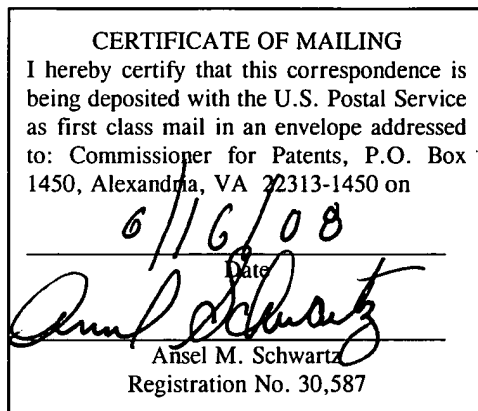 CERTIFICATE OF MAILING
I hereby certify that this correspondence is
being deposited with the U.S. Postal Service
as first class mail in an envelope addressed
to: Commissioner for Patents, P.O. Box
1450, Alexandria, VA 22313-1450 on
6/16/08
Date
Ansel Schwartz
Ansel M. Schwartz
Registration No. 30,587